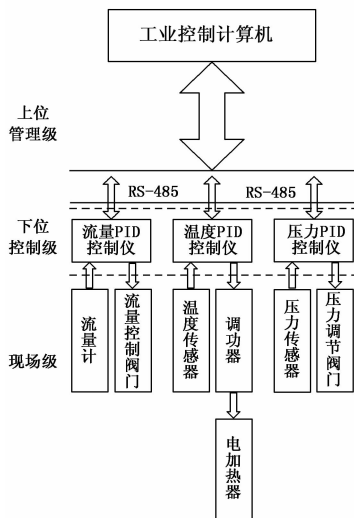 工业控制计算机
上位
管理级
RS-485
RS-485
下位
控制级
流量PID
控制仪
温度PID
控制仪
压力PID
控制仪
现场级
流量计
流量控制阀门
温度传感器
调功器
压力传感器
压力调节阀门
电加热器